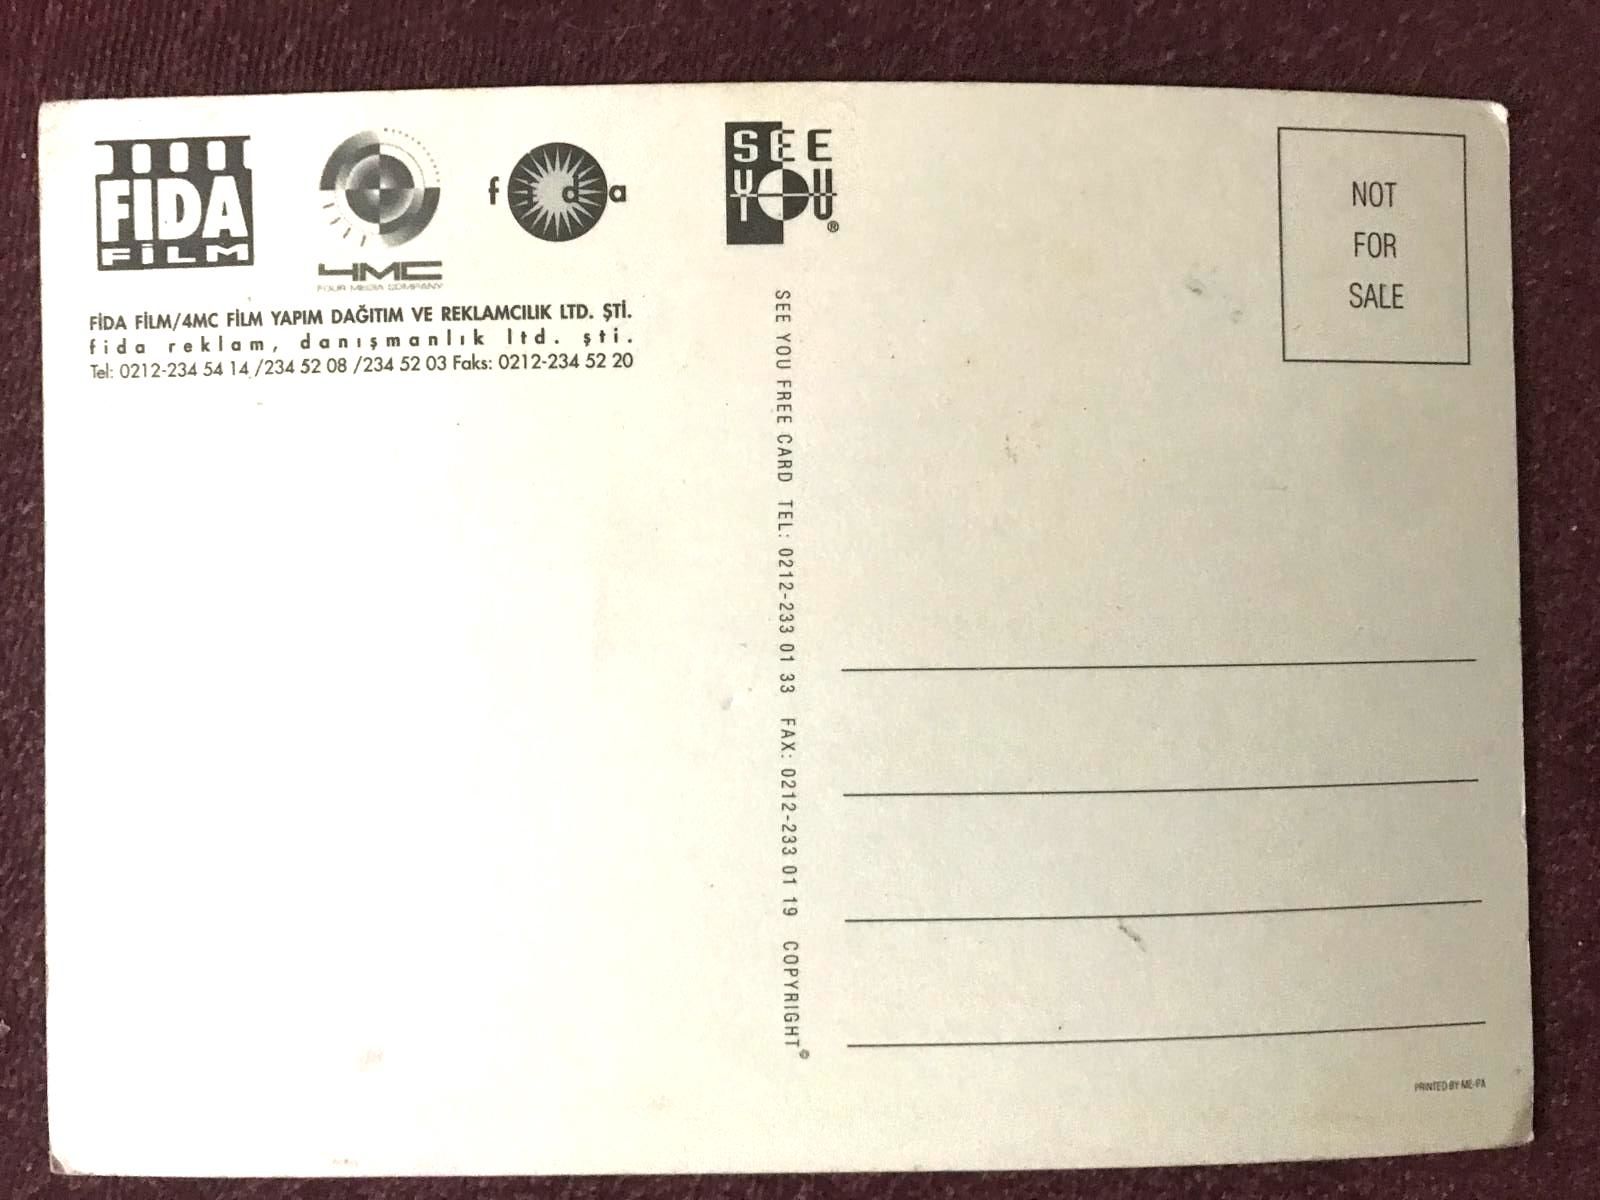 FİDA
FİLM
4MC
FOUR MEDIA COMPANY
fida
FİDA FİLM/4MC FİLM YAPIM DAĞITIM VE REKLAMCILIK LTD. ŞTİ.
fida reklam, danışmanlık ltd. şti.
Tel: 0212-234 54 14 /234 52 08 /234 52 03 Faks: 0212-234 52 20
SEE
YOU®
SEE YOU FREE CARD TEL: 0212-233 01 33 FAX: 0212-233 01 19 COPYRIGHT©
NOT
FOR
SALE
PRINTED BY ME-PA